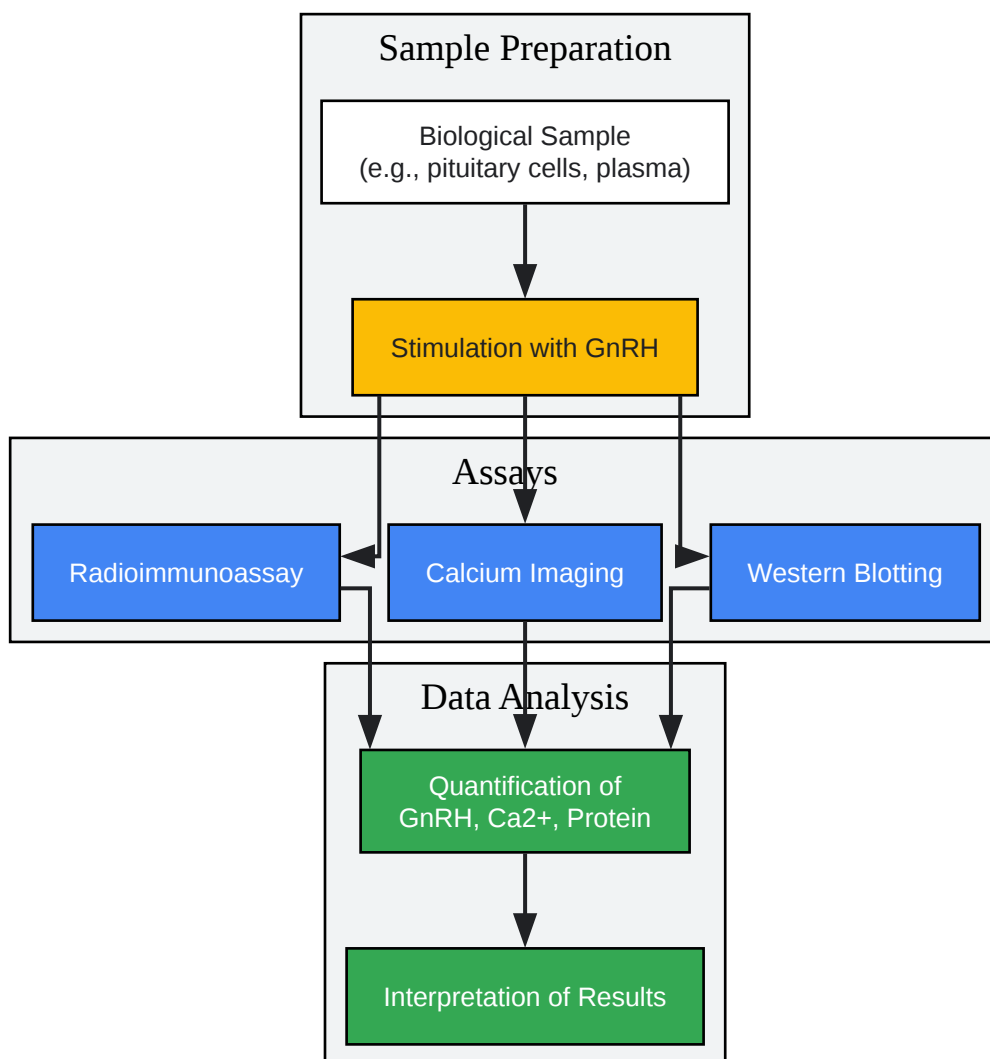 Sample Preparation
Biological Sample
(e.g., pituitary cells, plasma)
Stimulation with GnRH
Assays
Radioimmunoassay
Calcium Imaging
Western Blotting
Data Analysis
Quantification of
GnRH, Ca2+, Protein
Interpretation of Results